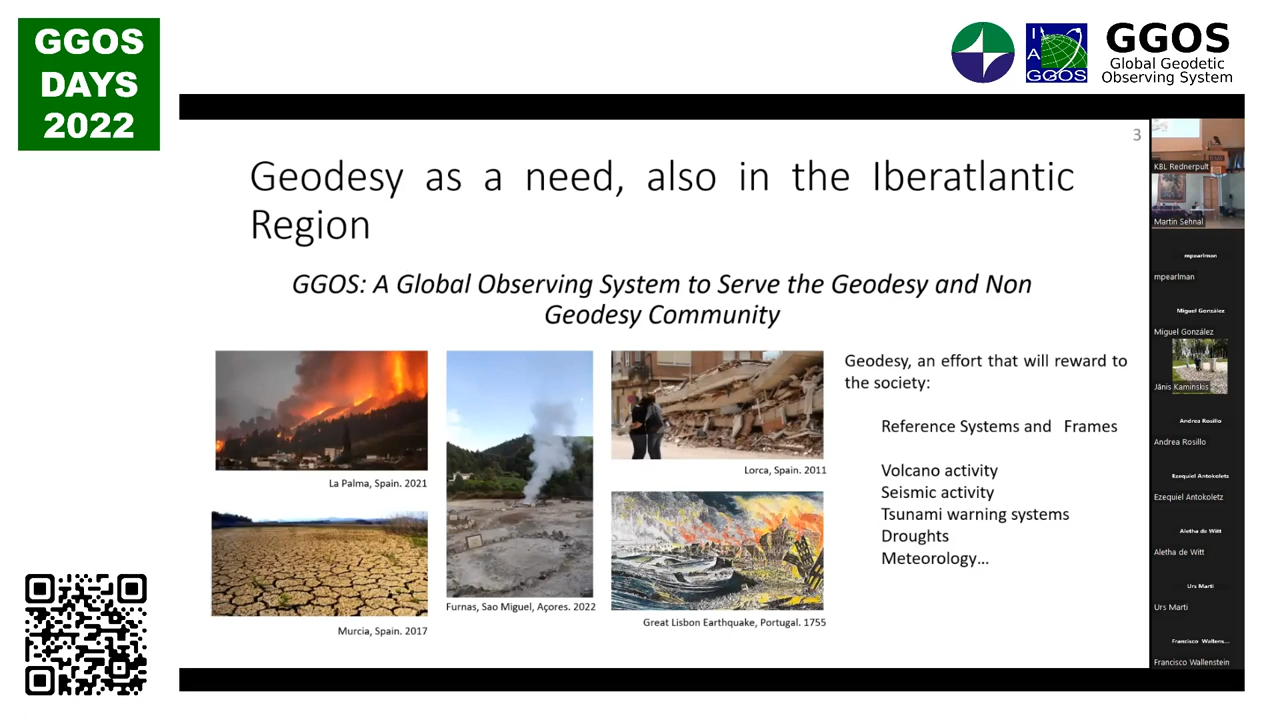 GGOS
DAYS
2022
I
A
GGOS
GGOS
Global Geodetic
Observing System
3
Geodesy as a need, also in the Iberatlantic
Region
GGOS: A Global Observing System to Serve the Geodesy and Non
Geodesy Community
La Palma, Spain. 2021
Murcia, Spain. 2017
Furnas, Sao Miguel, Açores. 2022
Lorca, Spain. 2011
Great Lisbon Earthquake, Portugal. 1755
Geodesy, an effort that will reward to
the society:
Reference Systems and Frames
Volcano activity
Seismic activity
Tsunami warning systems
Droughts
Meteorology...
KBL Rednerpult
Martin Sehnal
mpearlman
mpearlman
Miguel González
Miguel González
Jānis Kaminskis
Andrea Rosillo
Andrea Rosillo
Ezequiel Antokoletz
Ezequiel Antokoletz
Aletha de Witt
Aletha de Witt
Urs Marti
Urs Marti
Francisco Wallens...
Francisco Wallenstein